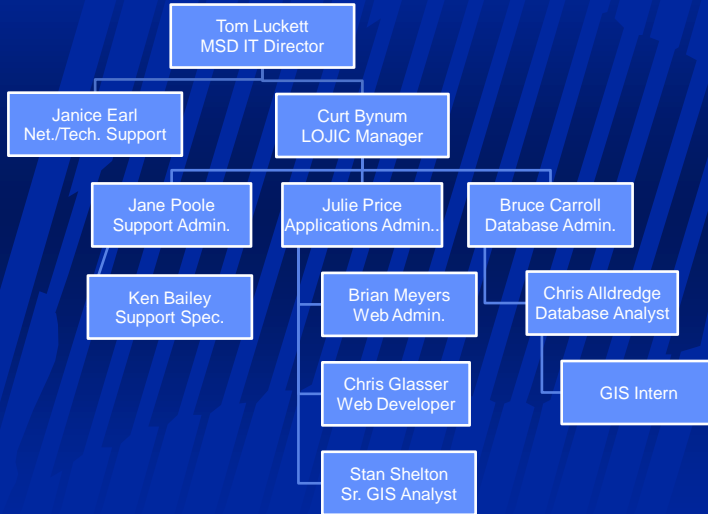 Tom Luckett
MSD IT Director
Janice Earl
Net./Tech. Support
Curt Bynum
LOJIC Manager
Jane Poole
Support Admin.
Julie Price
Applications Admin..
Bruce Carroll
Database Admin.
Ken Bailey
Support Spec.
Brian Meyers
Web Admin.
Chris Alldredge
Database Analyst
Chris Glasser
Web Developer
GIS Intern
Stan Shelton
Sr. GIS Analyst